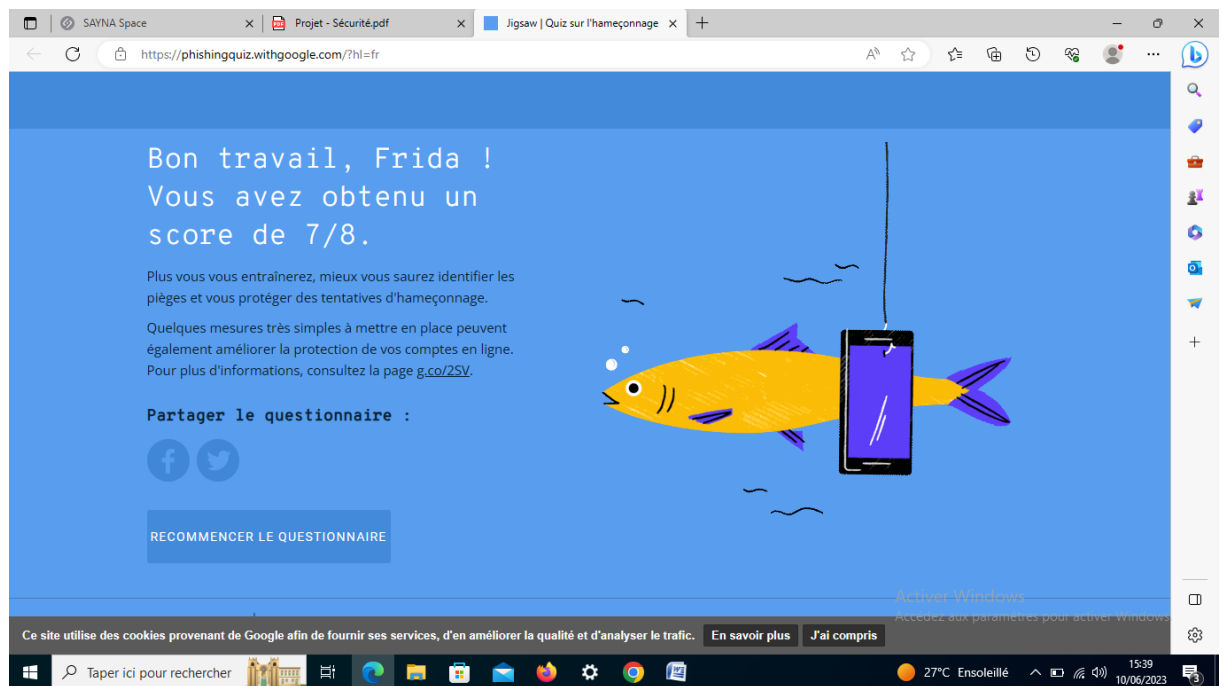 SAYNA Space
Projet - Sécurité.pdf
Jigsaw | Quiz sur l'hameçonnage
https://phishingquiz.withgoogle.com/?hl=fr
Bon travail, Frida !
Vous avez obtenu un
score de 7/8.
Plus vous vous entraînerez, mieux vous saurez identifier les
pièges et vous protéger des tentatives d'hameçonnage.
Quelques mesures très simples à mettre en place peuvent
également améliorer la protection de vos comptes en ligne.
Pour plus d'informations, consultez la page g.co/2SV.
Partager le questionnaire :
RECOMMENCER LE QUESTIONNAIRE
Activer Windows
Accédez aux paramètres pour activer Windows
Ce site utilise des cookies provenant de Google afin de fournir ses services, d'en améliorer la qualité et d'analyser le trafic. En savoir plus J'ai compris
Taper ici pour rechercher
27°C Ensoleillé
15:39
10/06/2023
3